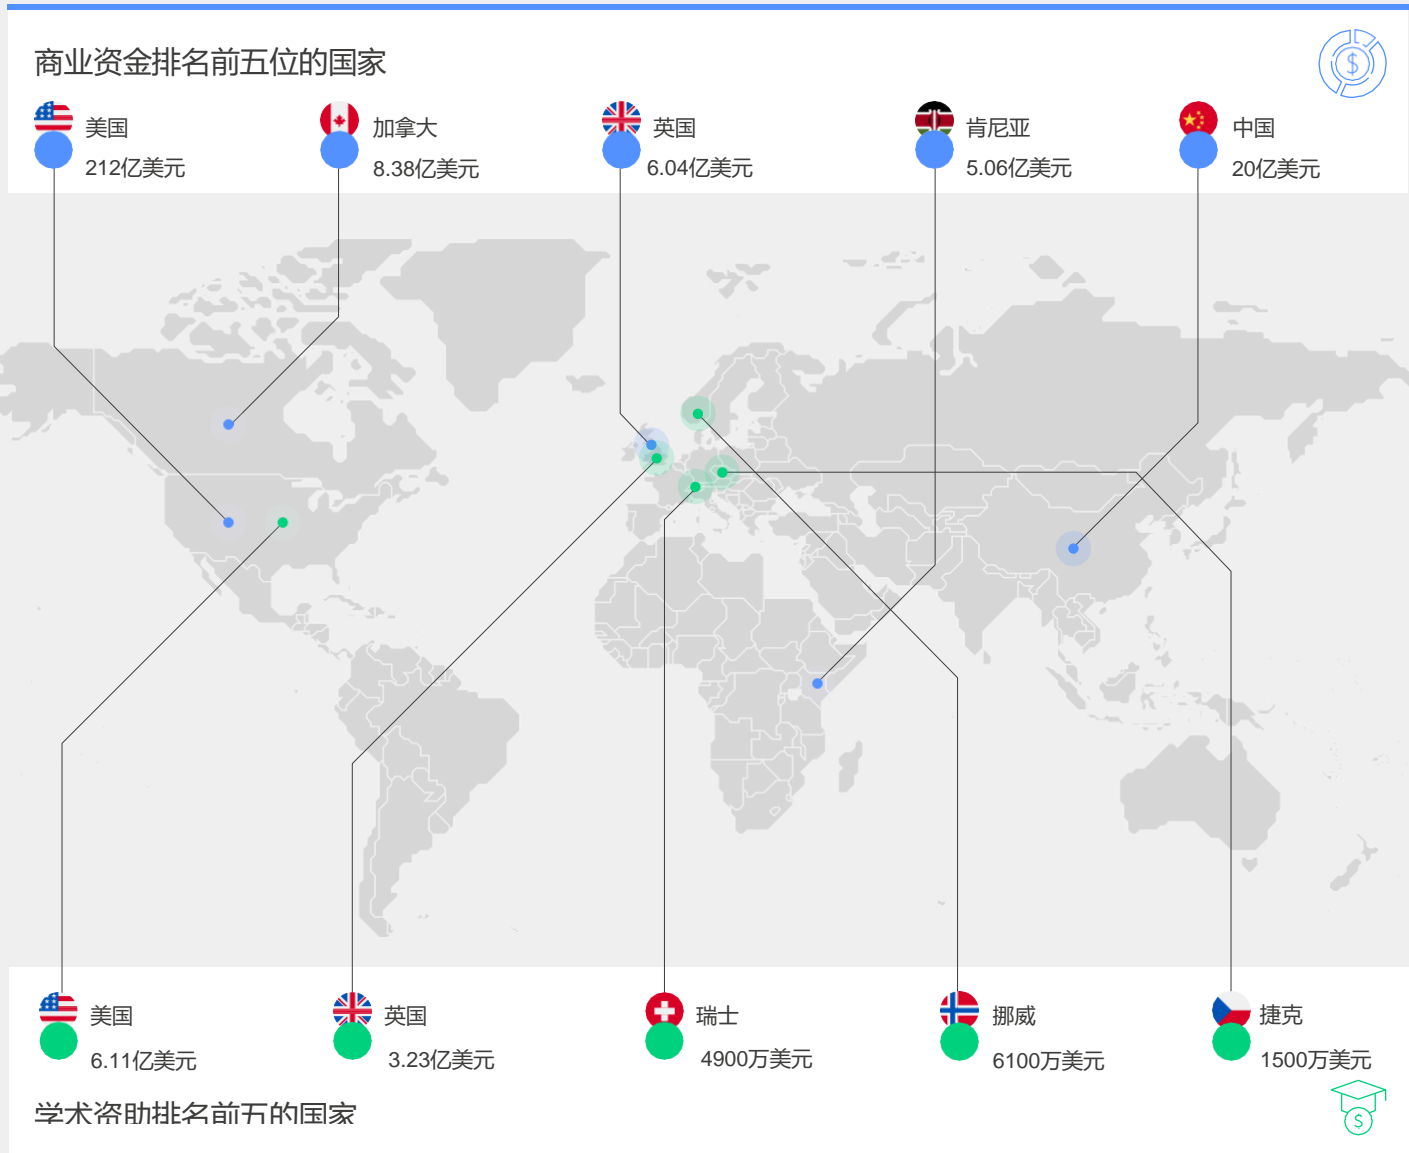 商业资金排名前五位的国家
美国
212亿美元
加拿大
8.38亿美元
英国
6.04亿美元
肯尼亚
5.06亿美元
中国
20亿美元
美国
6.11亿美元
英国
3.23亿美元
瑞士
4900万美元
挪威
6100万美元
捷克
1500万美元
学术资助排名前五的国家